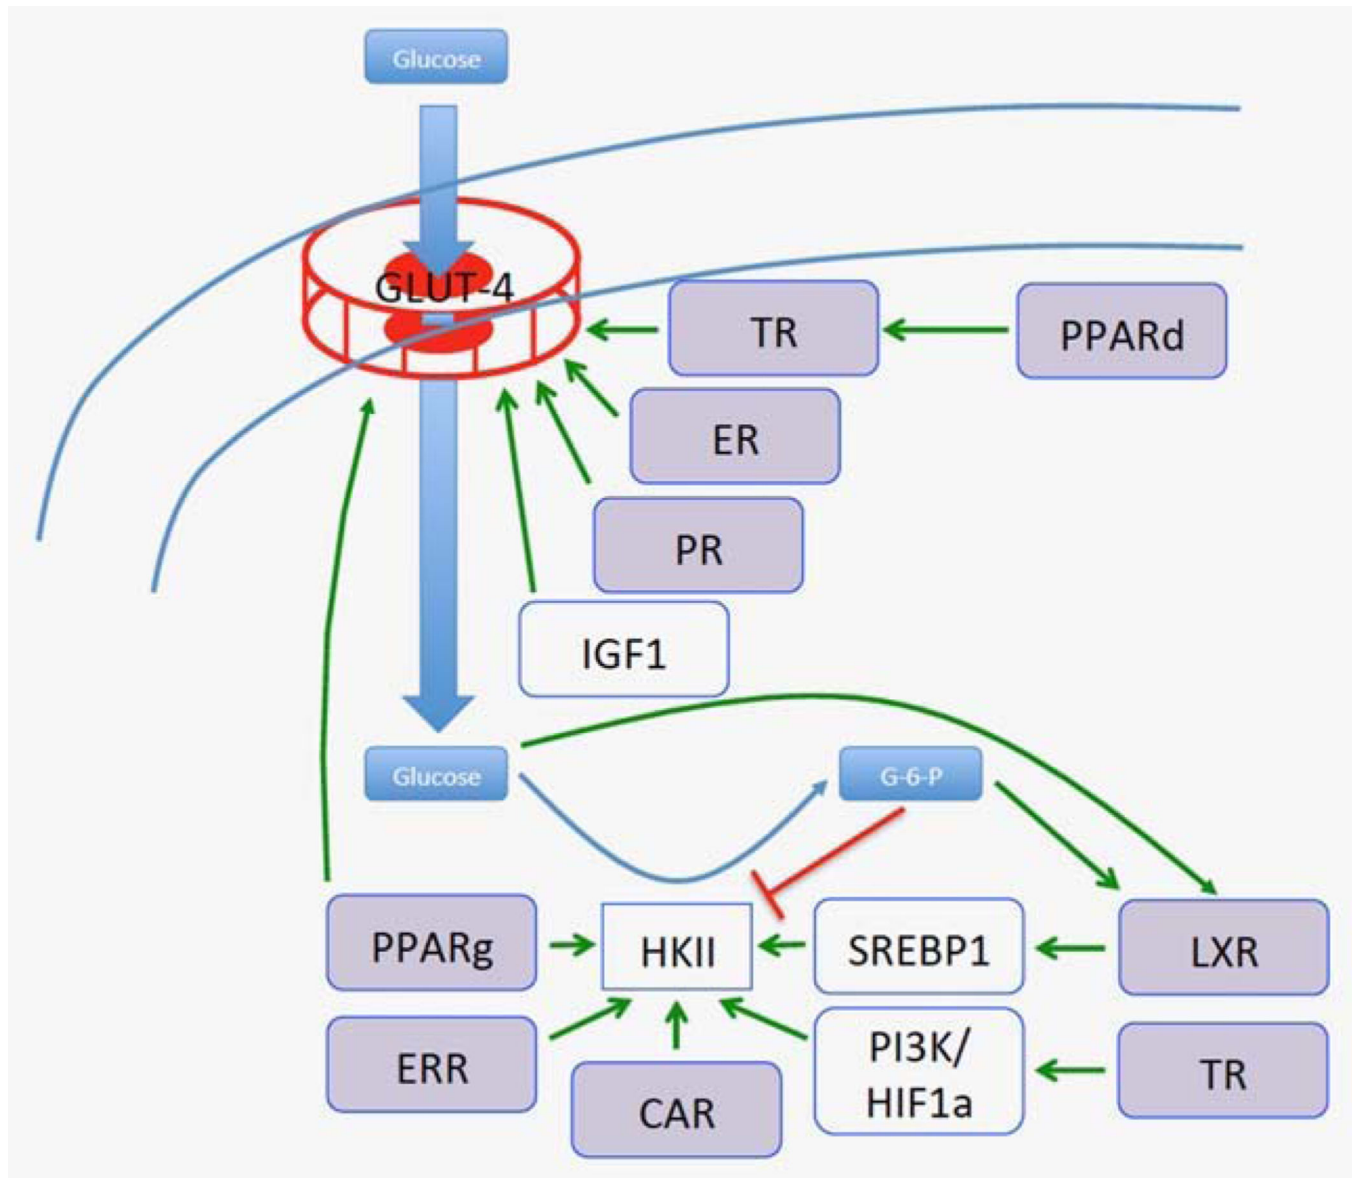 Glucose
GLUT-4
TR
PPARd
ER
PR
IGF1
Glucose
G-6-P
PPARg
HKII
SREBP1
LXR
ERR
CAR
PI3K/
HIF1a
TR